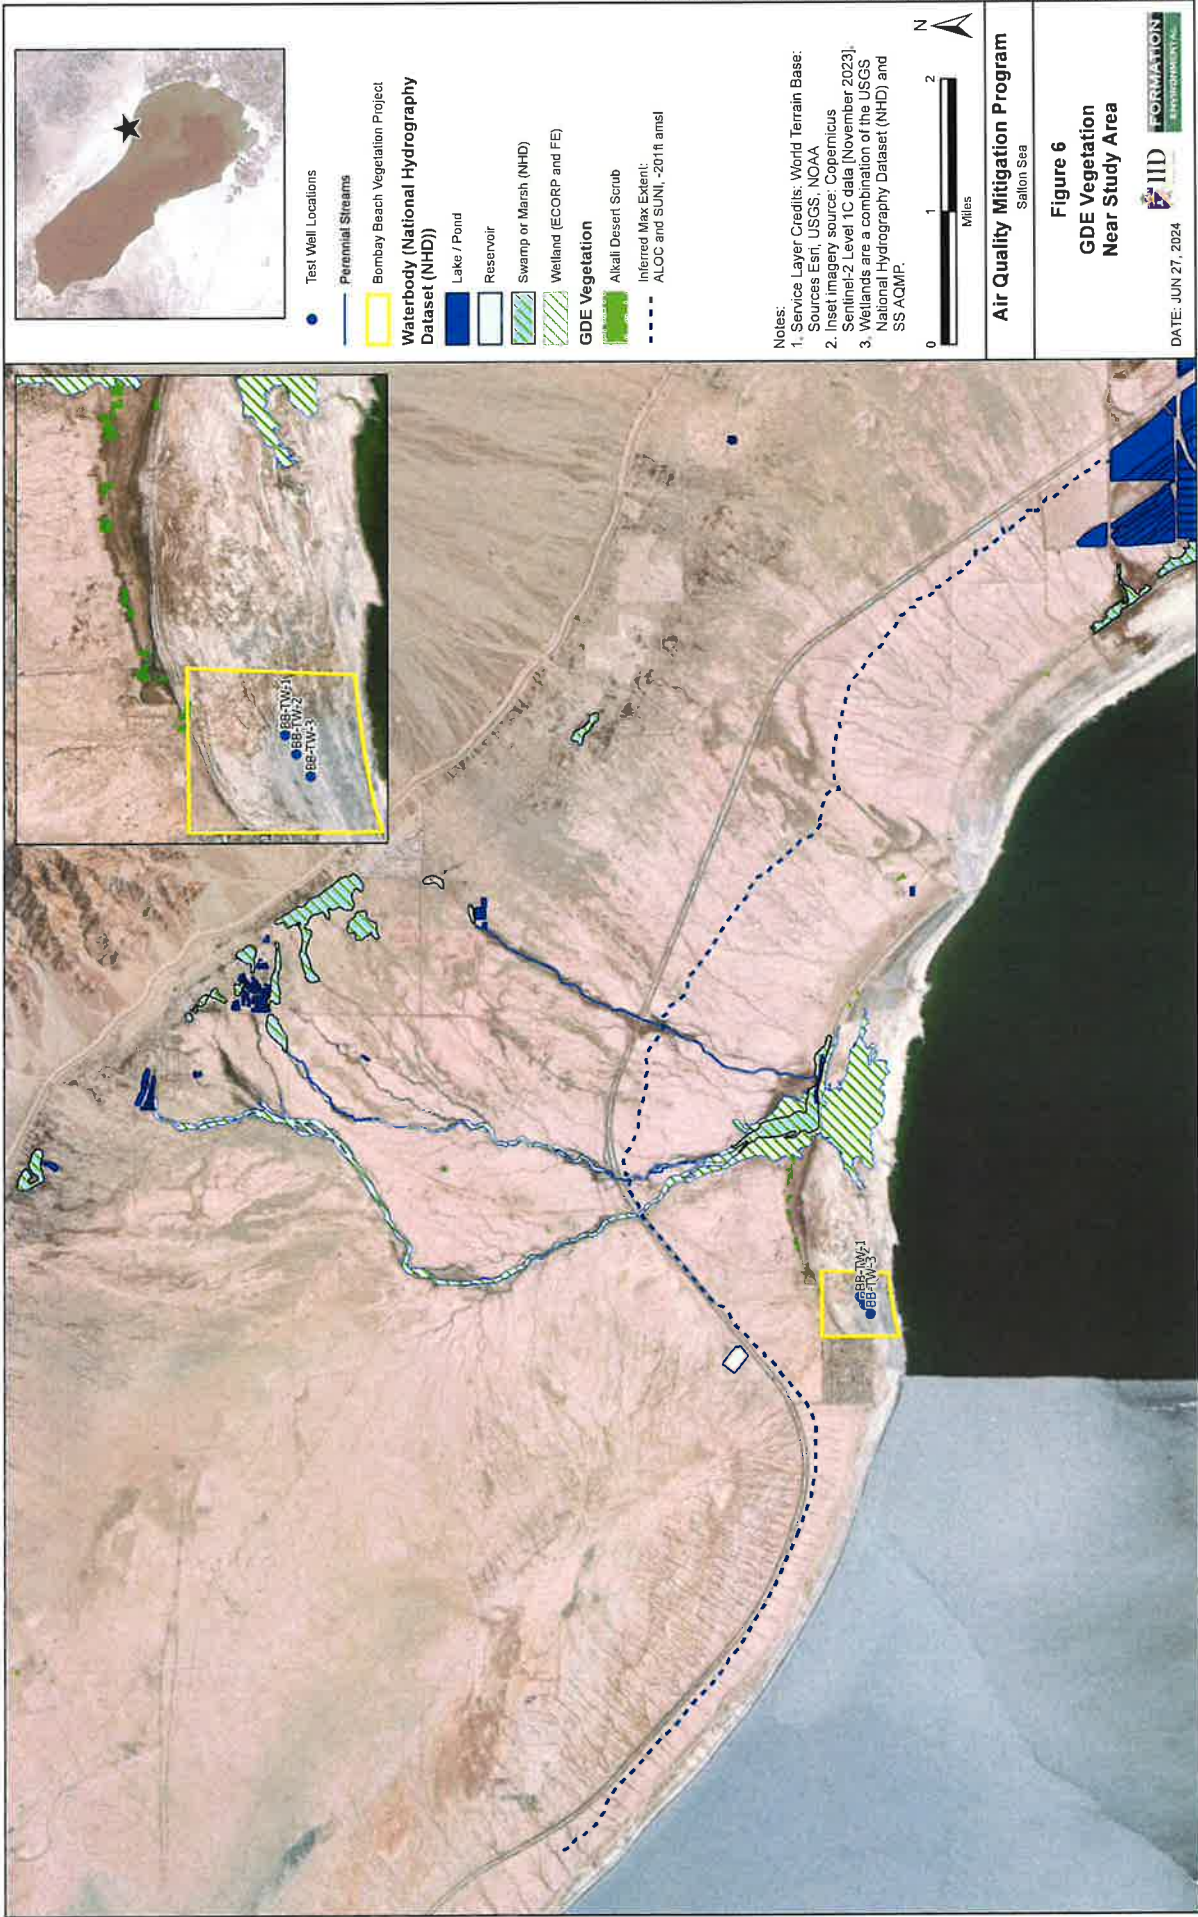 BB-TW-1
BB-TW-2
BB-TW-3
BB-TW-1
BB-TW-3
Test Well Locations
Perennial Streams
Bombay Beach Vegetation Project
Waterbody (National Hydrography
Dataset (NHD))
Lake / Pond
Reservoir
Swamp or Marsh (NHD)
Wetland (ECORP and FE)
GDE Vegetation
Alkali Desert Scrub
Inferred Max Extent:
ALOC and SUNI, -201ft amsl
Notes:
1. Service Layer Credits: World Terrain Base:
Sources Esri, USGS, NOAA
2. Inset imagery source: Copernicus
Sentinel-2 Level 1C data [November 2023].
3. Wetlands are a combination of the USGS
National Hydrography Dataset (NHD) and
SS AQMP.
N
0 1 2
Miles
Air Quality Mitigation Program
Salton Sea
Figure 6
GDE Vegetation
Near Study Area
IID
FORMATION
ENVIRONMENTAL
DATE: JUN 27, 2024